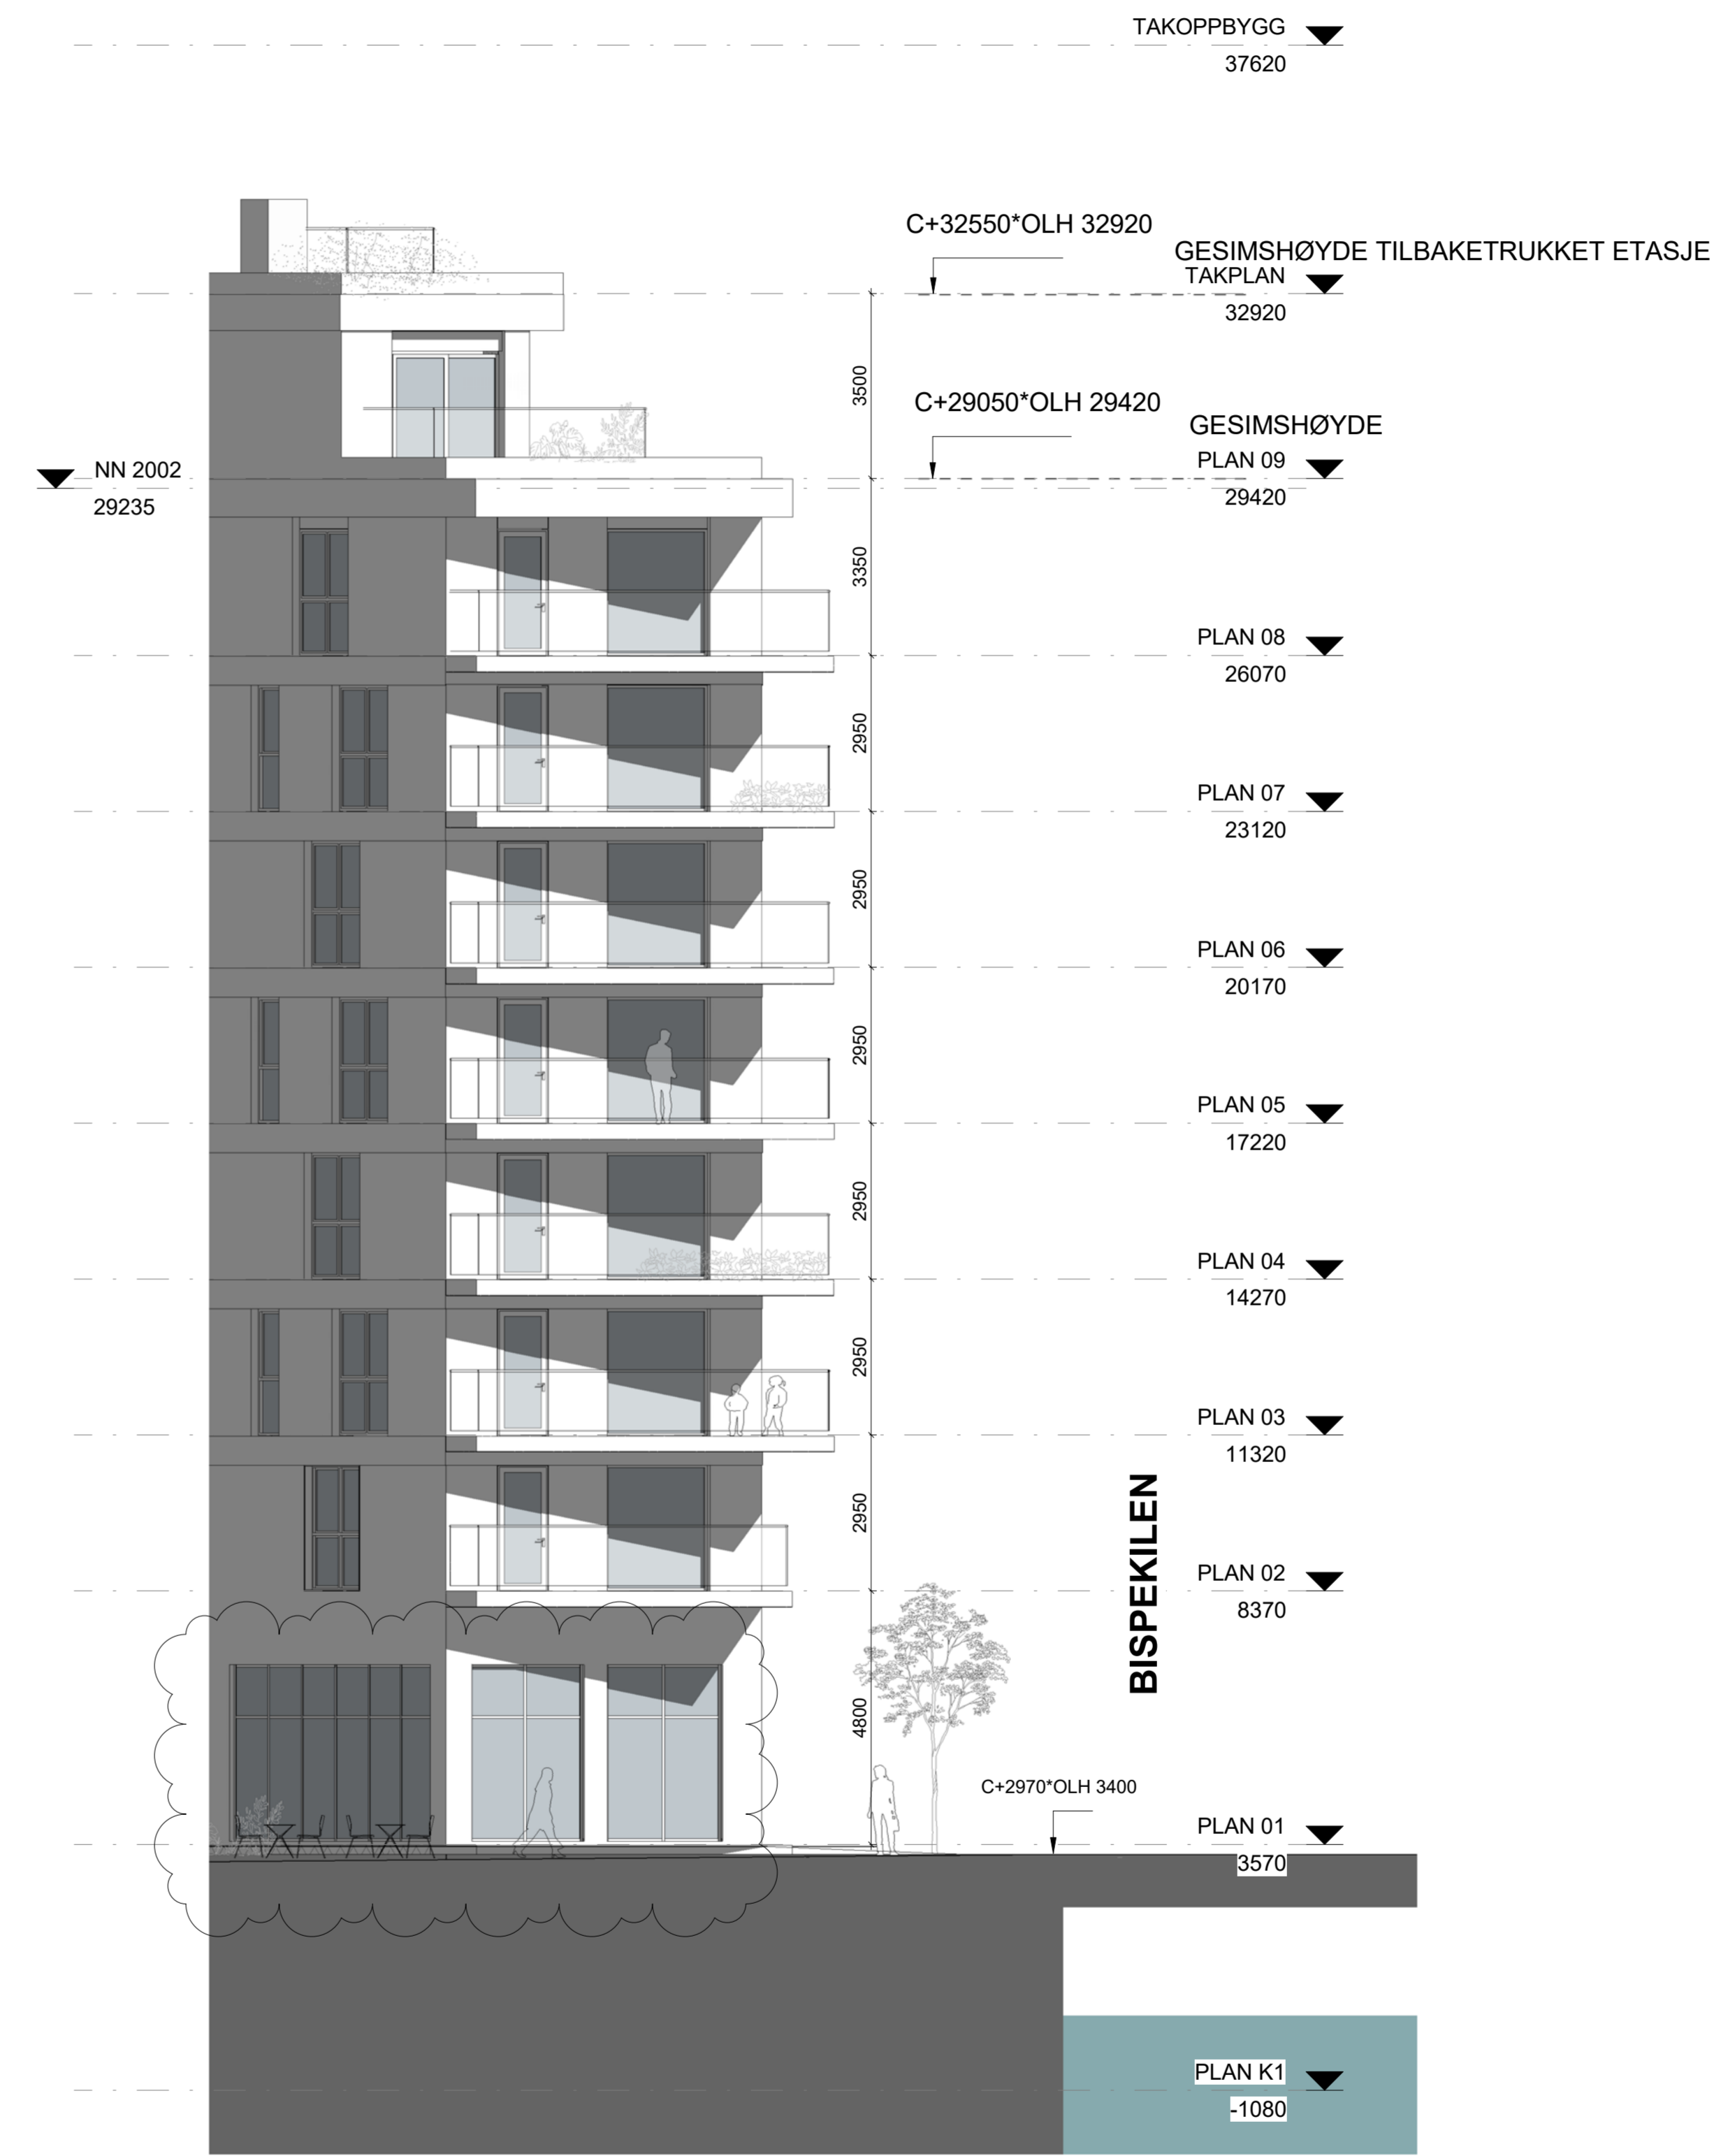 TAKOPPBYGG
37620
C+32550*OLH 32920
GESIMSHØYDE TILBAKETRUKKET ETASJE
TAKPLAN
32920
3500
C+29050*OLH 29420
GESIMSHØYDE
PLAN 09
29420
NN 2002
29235
3350
PLAN 08
26070
2950
PLAN 07
23120
2950
PLAN 06
20170
2950
PLAN 05
17220
2950
PLAN 04
14270
2950
PLAN 03
11320
2950
BISPEKILEN
PLAN 02
8370
4800
C+2970*OLH 3400
PLAN 01
3570
PLAN K1
-1080